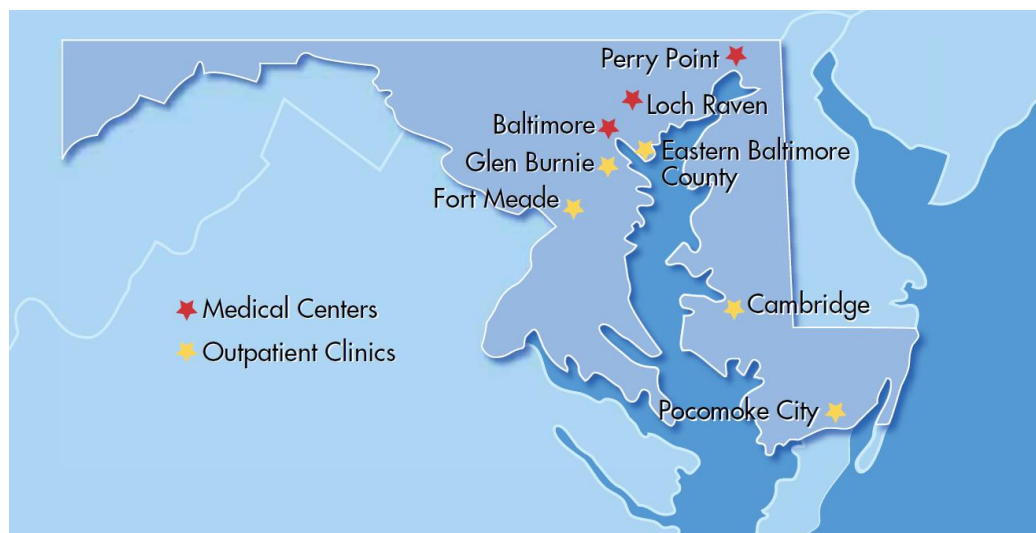 Perry Point
Loch Raven
Baltimore
Eastern Baltimore
County
Glen Burnie
Fort Meade
Medical Centers
Cambridge
Outpatient Clinics
Pocomoke City